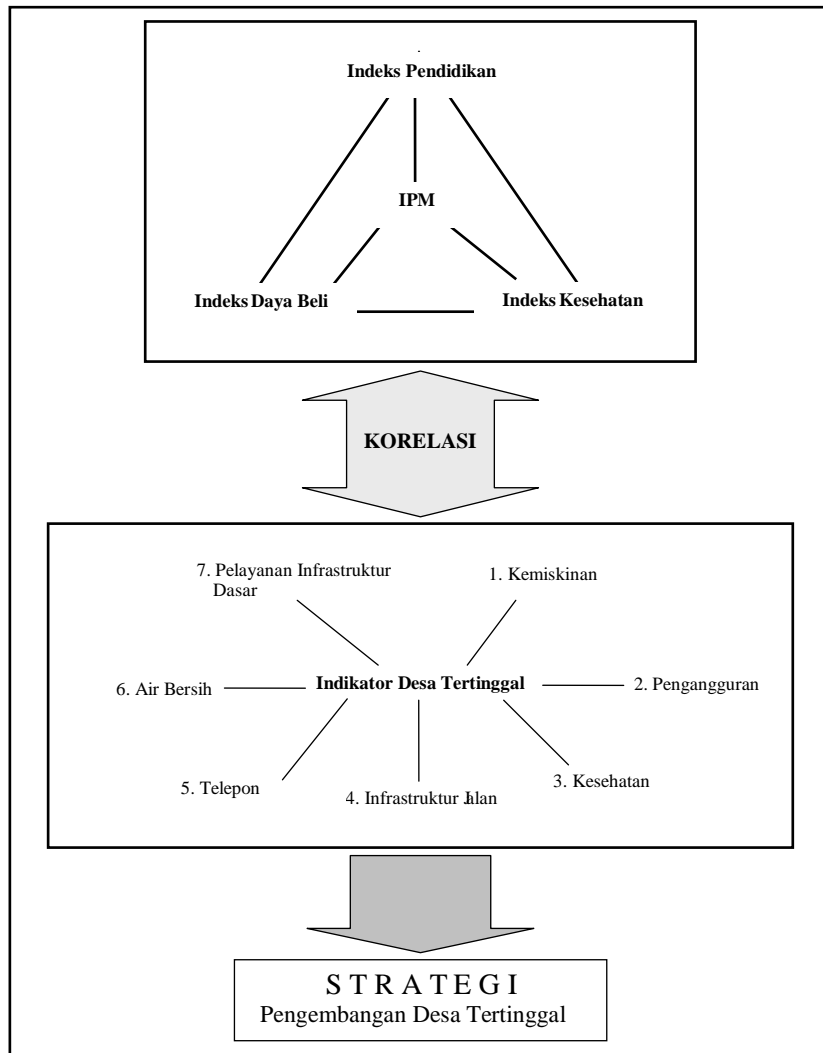 Indeks Pendidikan
IPM
Indeks Daya Beli
Indeks Kesehatan
KORELASI
7. Pelayanan Infrastruktur
Dasar
1. Kemiskinan
6. Air Bersih
Indikator Desa Tertinggal
2. Pengangguran
5. Telepon
4. Infrastruktur Jalan
3. Kesehatan
S T R A T E G I
Pengembangan Desa Tertinggal